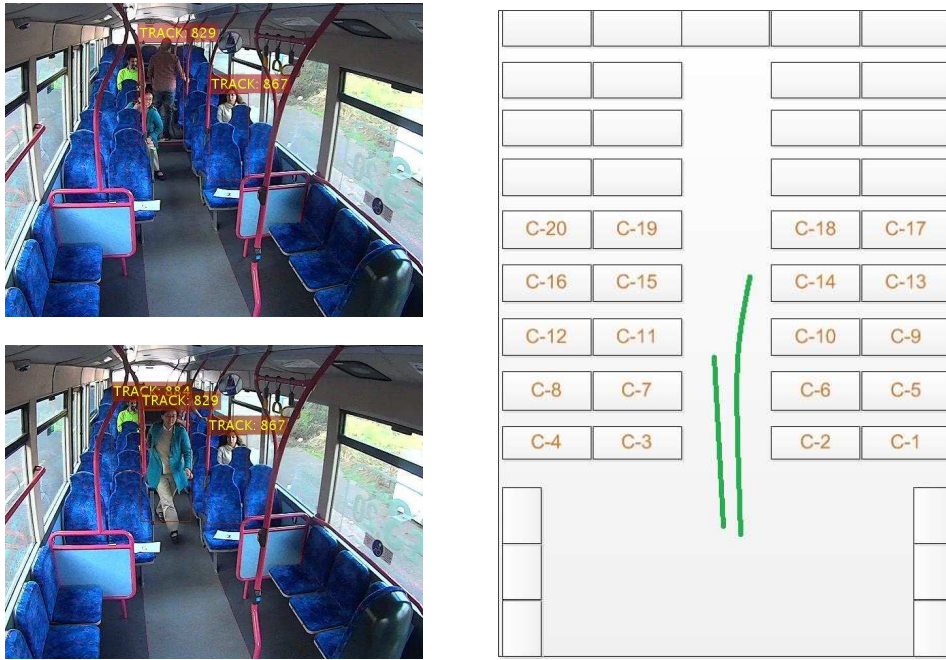 TRACK: 829
TRACK: 867
TRACK: 829
TRACK: 867
C-20 C-19 C-18 C-17
C-16 C-15 C-14 C-13
C-12 C-11 C-10 C-9
C-8 C-7 C-6 C-5
C-4 C-3 C-2 C-1